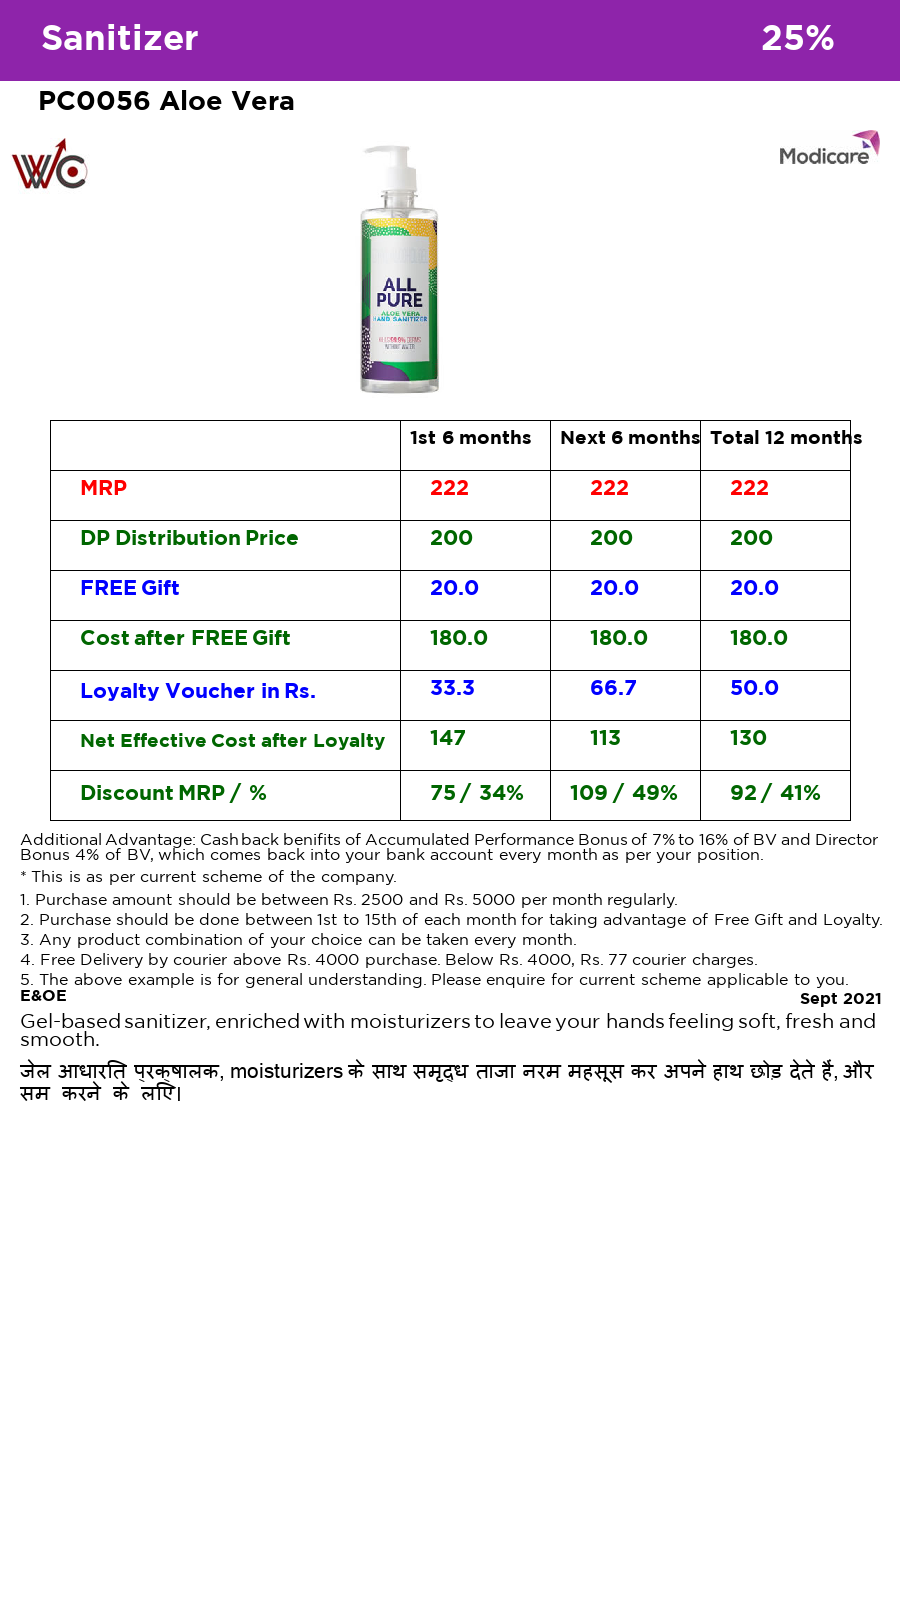 Sanitizer 25%
PC0056 Aloe Vera
WC
Modicare
ALL
PURE
ALOE VERA
HAND SANITIZER
1st 6 months Next 6 months Total 12 months
MRP 222 222 222
DP Distribution Price 200 200 200
FREE Gift 20.0 20.0 20.0
Cost after FREE Gift 180.0 180.0 180.0
Loyalty Voucher in Rs. 33.3 66.7 50.0
Net Effective Cost after Loyalty 147 113 130
Discount MRP / % 75 / 34% 109 / 49% 92 / 41%
Additional Advantage: Cash back benifits of Accumulated Performance Bonus of 7% to 16% of BV and Director
Bonus 4% of BV, which comes back into your bank account every month as per your position.
* This is as per current scheme of the company.
1. Purchase amount should be between Rs. 2500 and Rs. 5000 per month regularly.
2. Purchase should be done between 1st to 15th of each month for taking advantage of Free Gift and Loyalty.
3. Any product combination of your choice can be taken every month.
4. Free Delivery by courier above Rs. 4000 purchase. Below Rs. 4000, Rs. 77 courier charges.
5. The above example is for general understanding. Please enquire for current scheme applicable to you.
E&OE Sept 2021
Gel-based sanitizer, enriched with moisturizers to leave your hands feeling soft, fresh and
smooth.
जेल आधारित प्रक्षालक, moisturizers के साथ समृद्ध ताजा नरम महसूस कर अपने हाथ छोड़ देते हैं, और
सम करने के लिए।